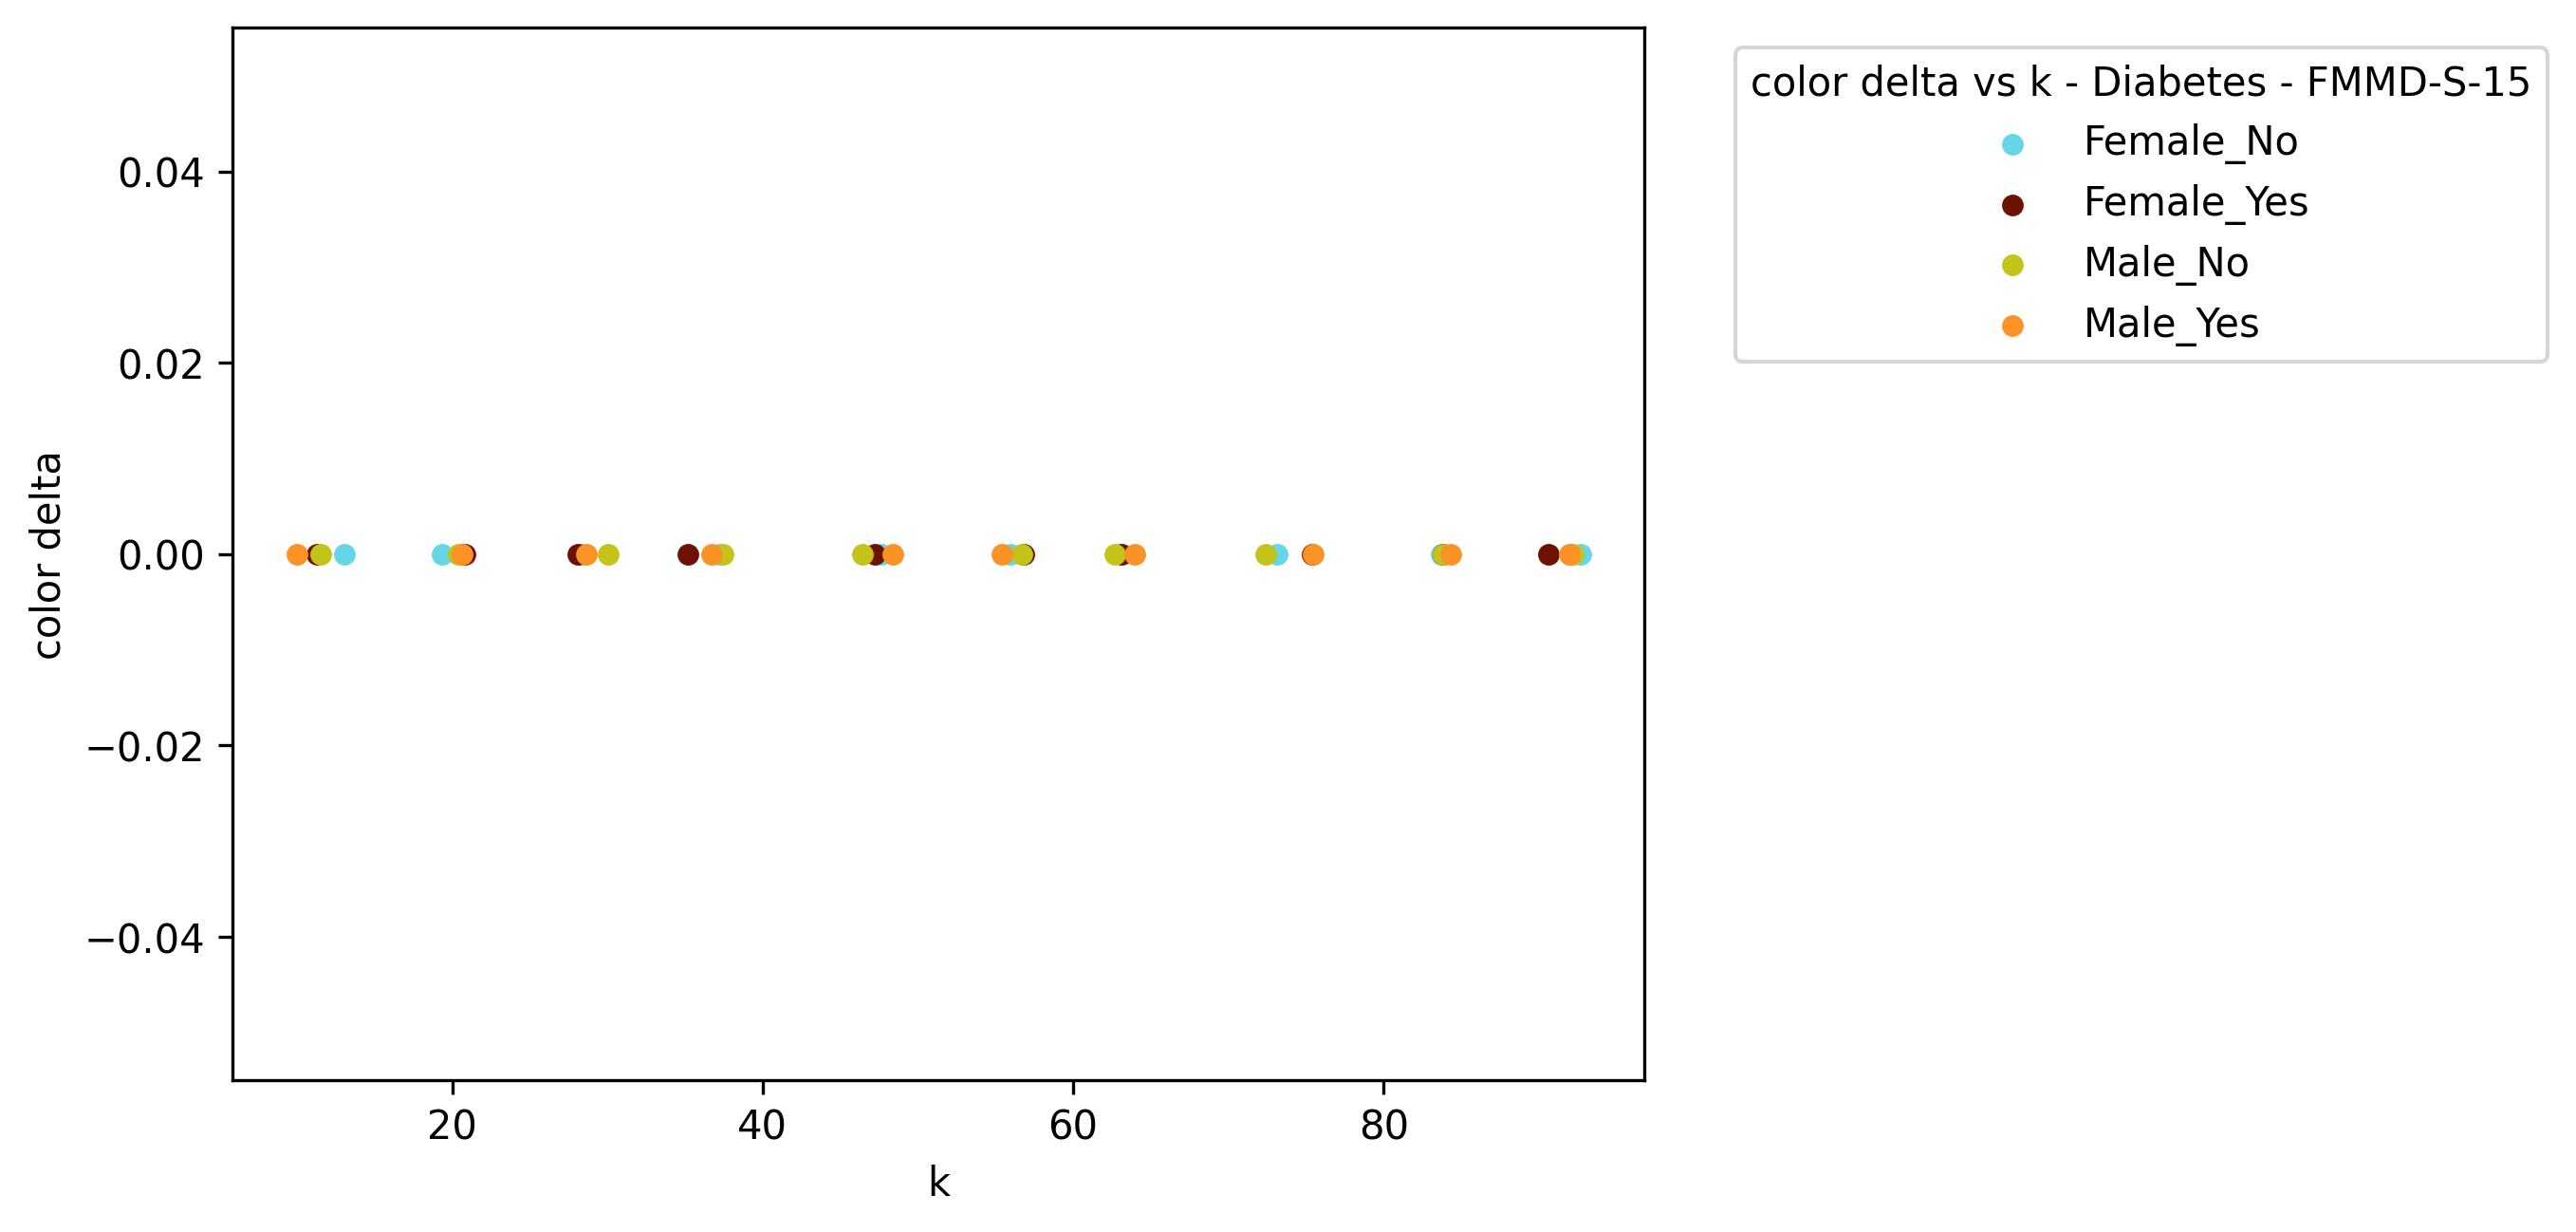 color delta vs k - Diabetes - FMMD-S-15
Female_No
Female_Yes
Male_No
Male_Yes
0.04
0.02
0.00
−0.02
−0.04
color delta
20 40 60 80
k